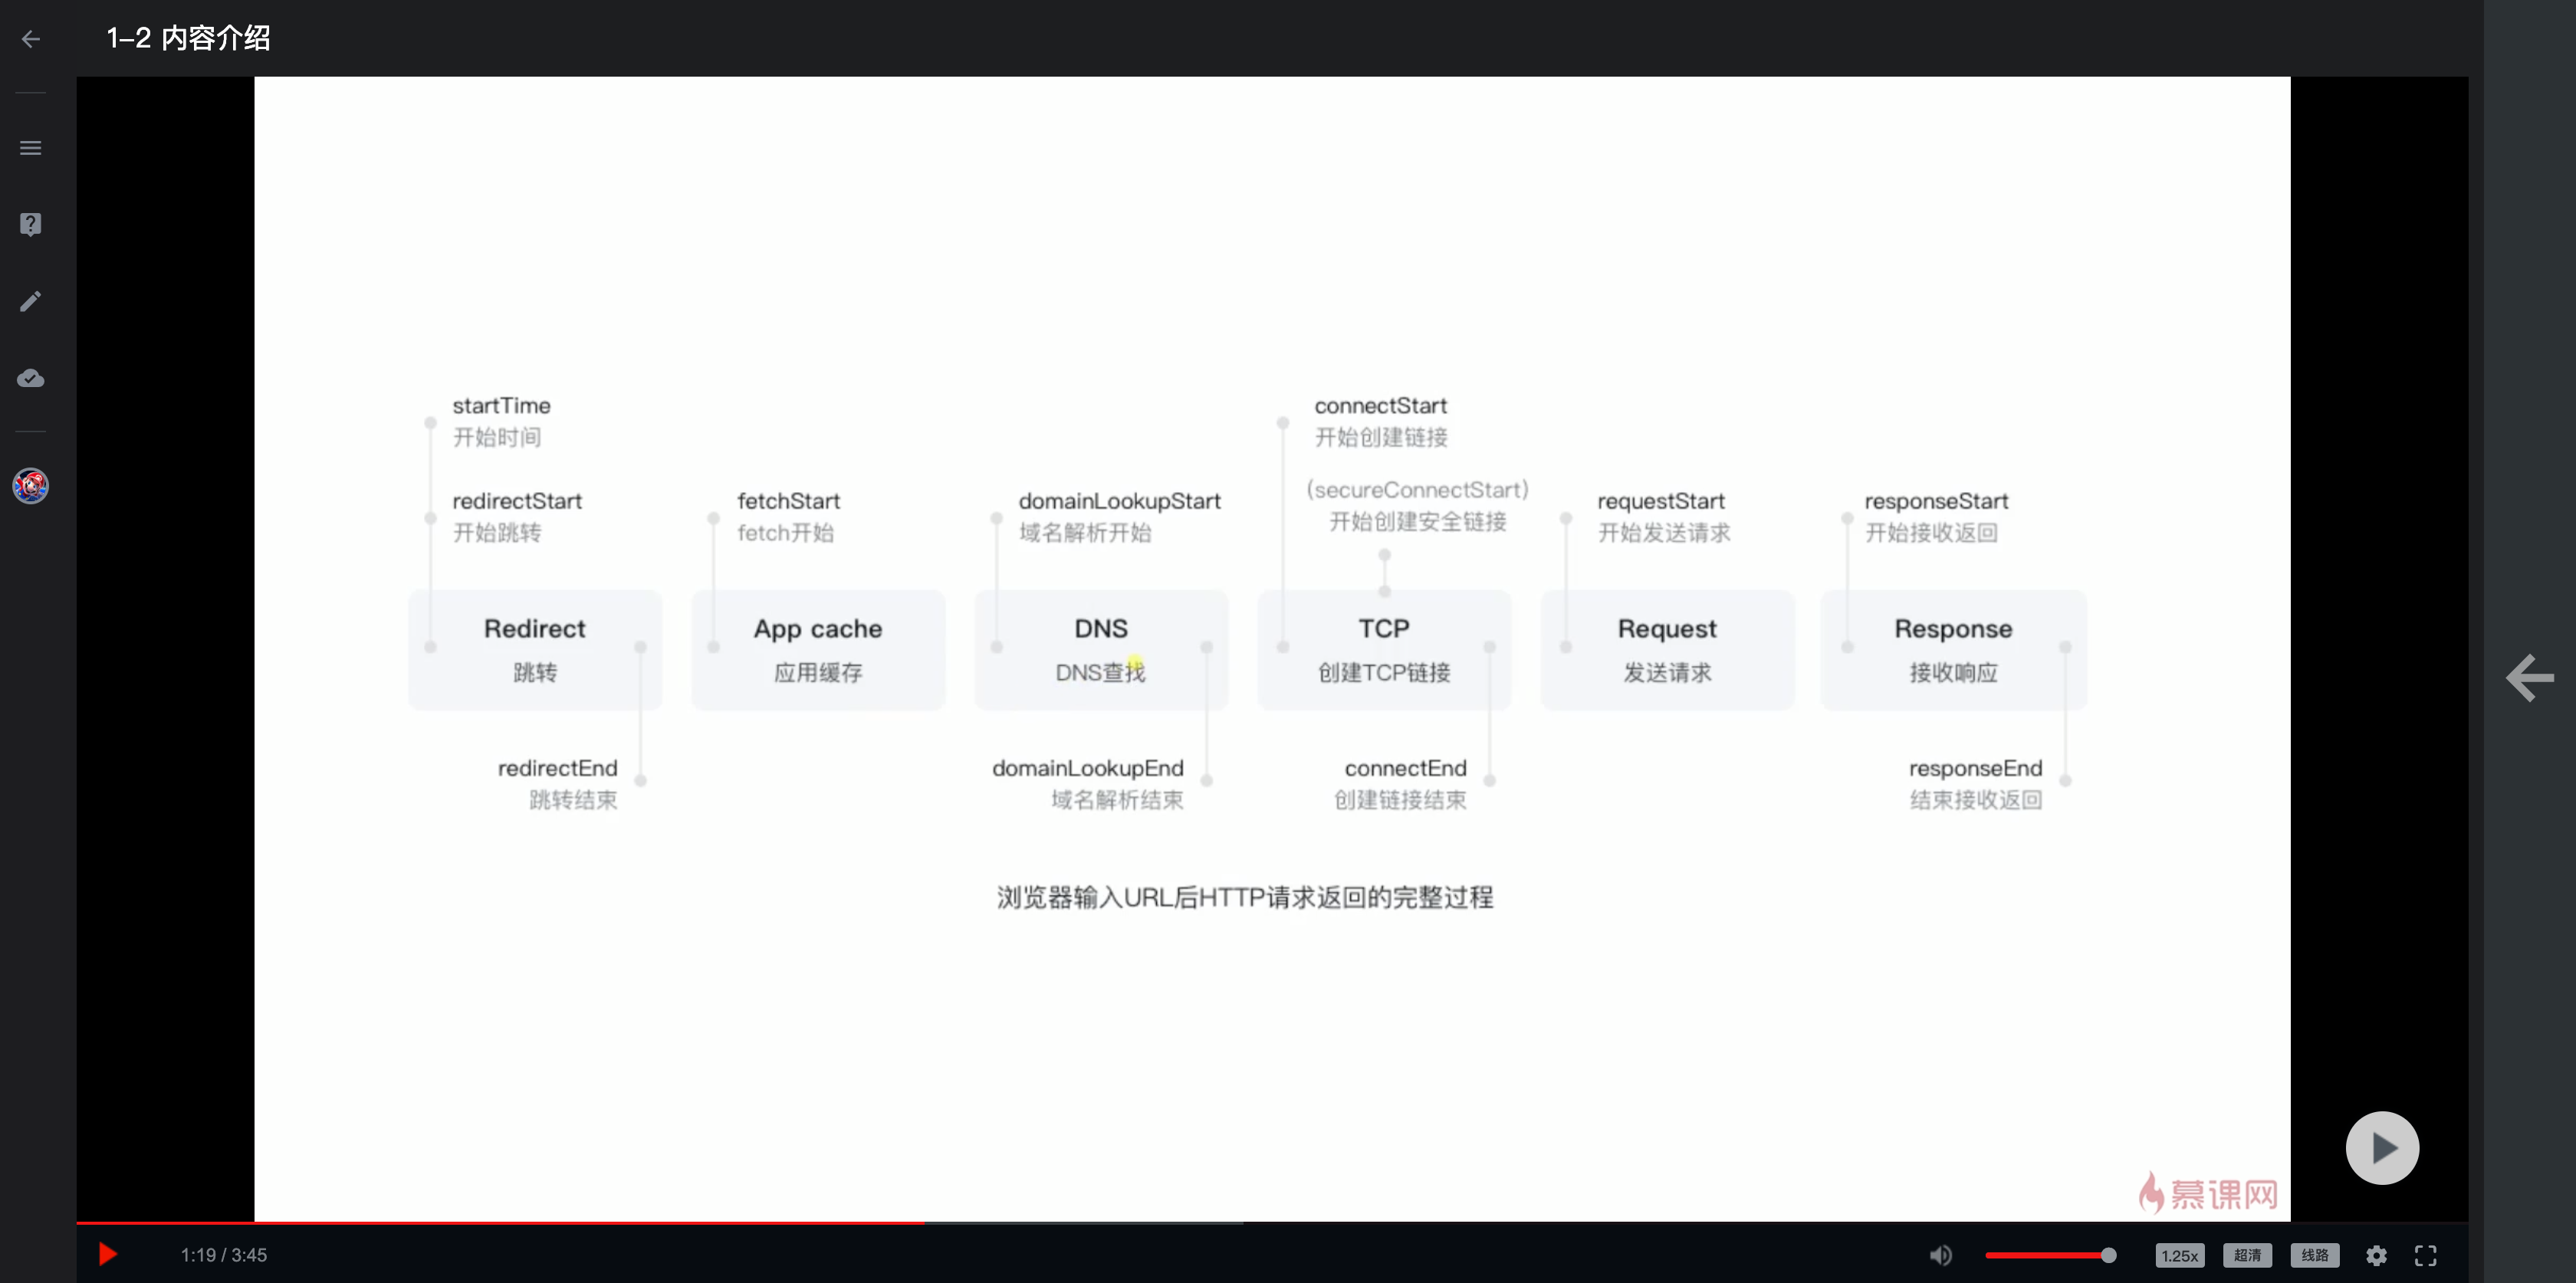 1-2 内容介绍
startTime
开始时间
redirectStart
开始跳转
fetchStart
fetch开始
domainLookupStart
域名解析开始
connectStart
开始创建链接
(secureConnectStart)
开始创建安全链接
requestStart
开始发送请求
responseStart
开始接收返回
Redirect
跳转
App cache
应用缓存
DNS
DNS查找
TCP
创建TCP链接
Request
发送请求
Response
接收响应
redirectEnd
跳转结束
domainLookupEnd
域名解析结束
connectEnd
创建链接结束
responseEnd
结束接收返回
浏览器输入URL后HTTP请求返回的完整过程
慕课网
1:19 / 3:45
1.25x
超清
线路